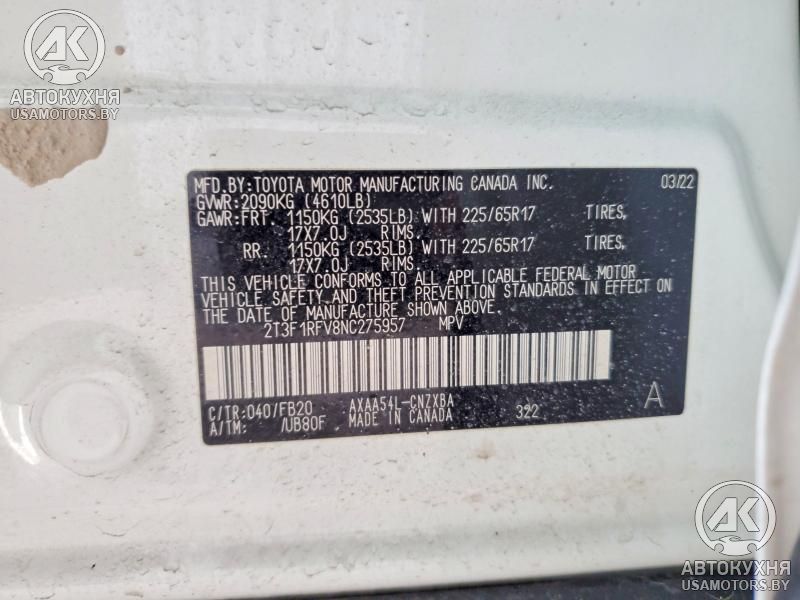 АК
АВТОКУХНЯ
USAMOTORS.BY
MFD.BY:TOYOTA MOTOR MANUFACTURING CANADA INC. 03/22
GVWR:2090KG (4610LB)
GAWR:FRT. 1150KG (2535LB) WITH 225/65R17 TIRES,
17X7.0J RIMS.
RR. 1150KG (2535LB) WITH 225/65R17 TIRES,
17X7.0J RIMS.
THIS VEHICLE CONFORMS TO ALL APPLICABLE FEDERAL MOTOR
VEHICLE SAFETY AND THEFT PREVENTION STANDARDS IN EFFECT ON
THE DATE OF MANUFACTURE SHOWN ABOVE.
2T3F1RFV8NC275957 MPV
C/TR:040/FB20 AXAA54L-CNZXBA
A/TM: /UB80F MADE IN CANADA 322 A
АК
АВТОКУХНЯ
USAMOTORS.BY